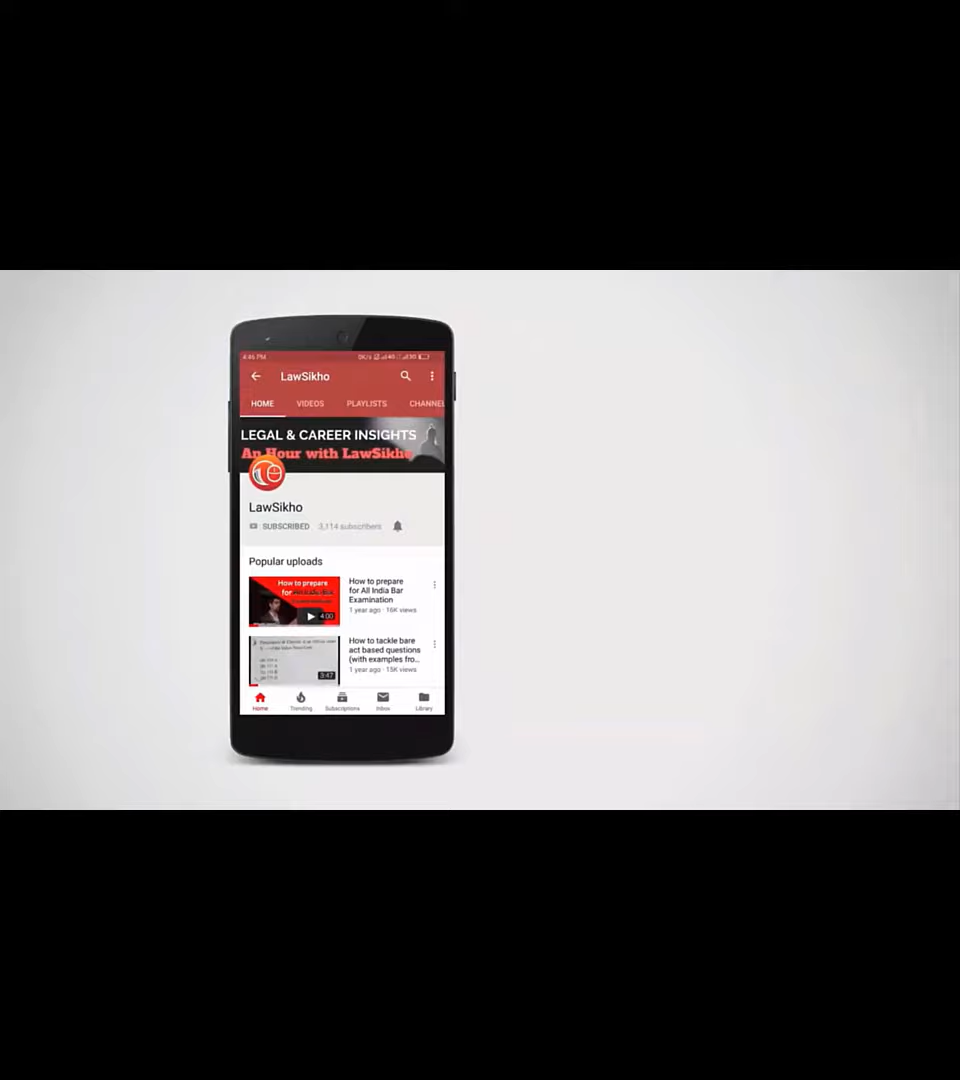 4:46 PM
LawSikho
HOME VIDEOS PLAYLISTS CHANNEL
LEGAL & CAREER INSIGHTS
An Hour with LawSikho
LawSikho
SUBSCRIBED 3,114 subscribers
Popular uploads
How to prepare
for
4:00
How to prepare
for All India Bar
Examination
1 year ago · 16K views
3:47
How to tackle bare
act based questions
(with examples fro...
1 year ago · 15K views
Home Trending Subscriptions Inbox Library